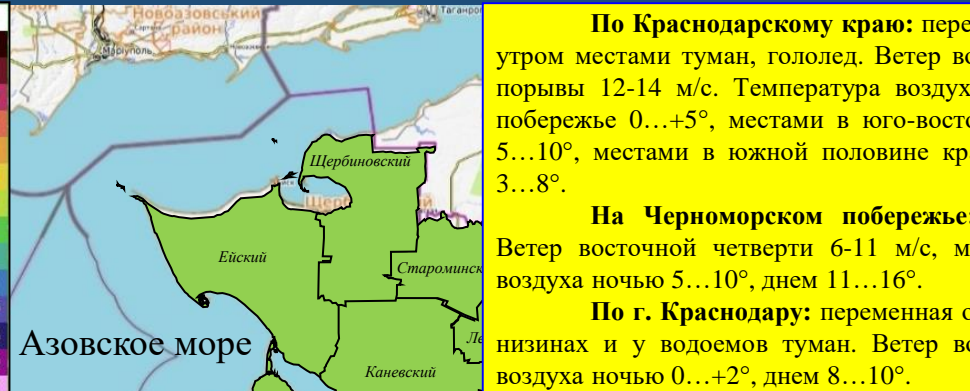 Новоазовський
район
Таганро
Мариуполь
Щербиновский
Ейский
Староминск
Азовское море
Каневский
По Краснодарскому краю: пере
утром местами туман, гололед. Ветер во
порывы 12-14 м/с. Температура воздух
побережье 0…+5°, местами в юго-восто
5…10°, местами в южной половине кр
3…8°.
На Черноморском побережье:
Ветер восточной четверти 6-11 м/с, м
воздуха ночью 5…10°, днем 11…16°.
По г. Краснодару: переменная о
низинах и у водоемов туман. Ветер во
воздуха ночью 0…+2°, днем 8…10°.